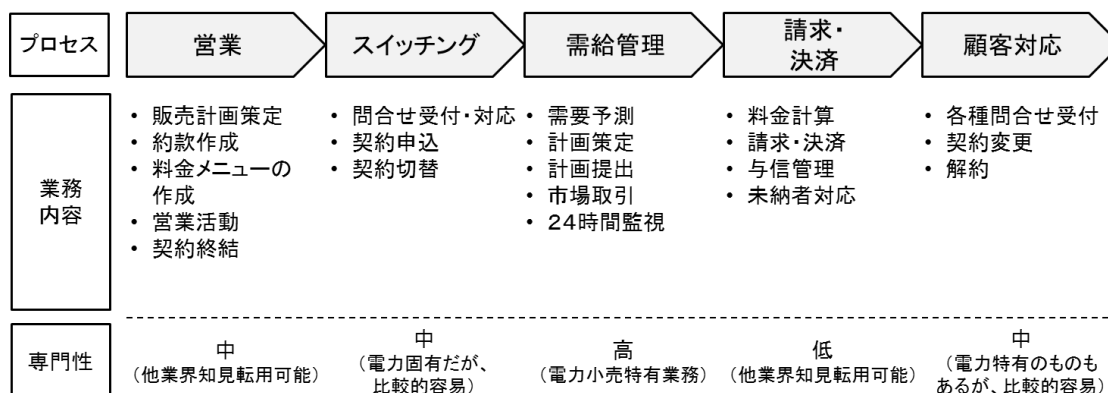 プロセス
営業
スイッチング
需給管理
請求・
決済
顧客対応
業務
内容
• 販売計画策定
• 約款作成
• 料金メニューの
作成
• 営業活動
• 契約終結
• 問合せ受付・対応
• 契約申込
• 契約切替
• 需要予測
• 計画策定
• 計画提出
• 市場取引
• 24時間監視
• 料金計算
• 請求・決済
• 与信管理
• 未納者対応
• 各種問合せ受付
• 契約変更
• 解約
専門性
中
(他業界知見転用可能)
中
(電力固有だが、
比較的容易)
高
(電力小売特有業務)
低
(他業界知見転用可能)
中
(電力特有のものも
あるが、比較的容易)